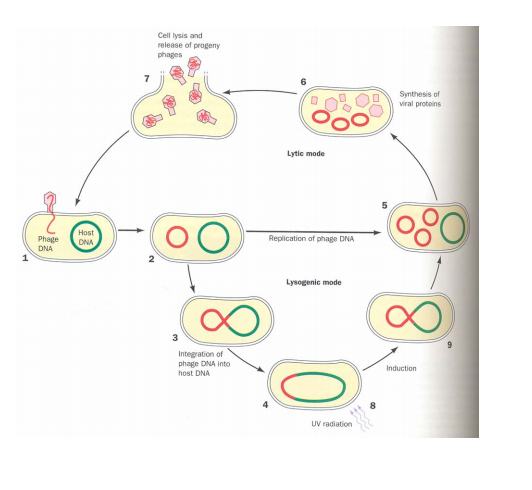 Cell lysis and
release of progeny
phages
7
6
Synthesis of
viral proteins
Lytic mode
5
Host
DNA
Phage
DNA
1
2
Replication of phage DNA
Lysogenic mode
3
9
Integration of
phage DNA into
host DNA
Induction
4
8
UV radiation